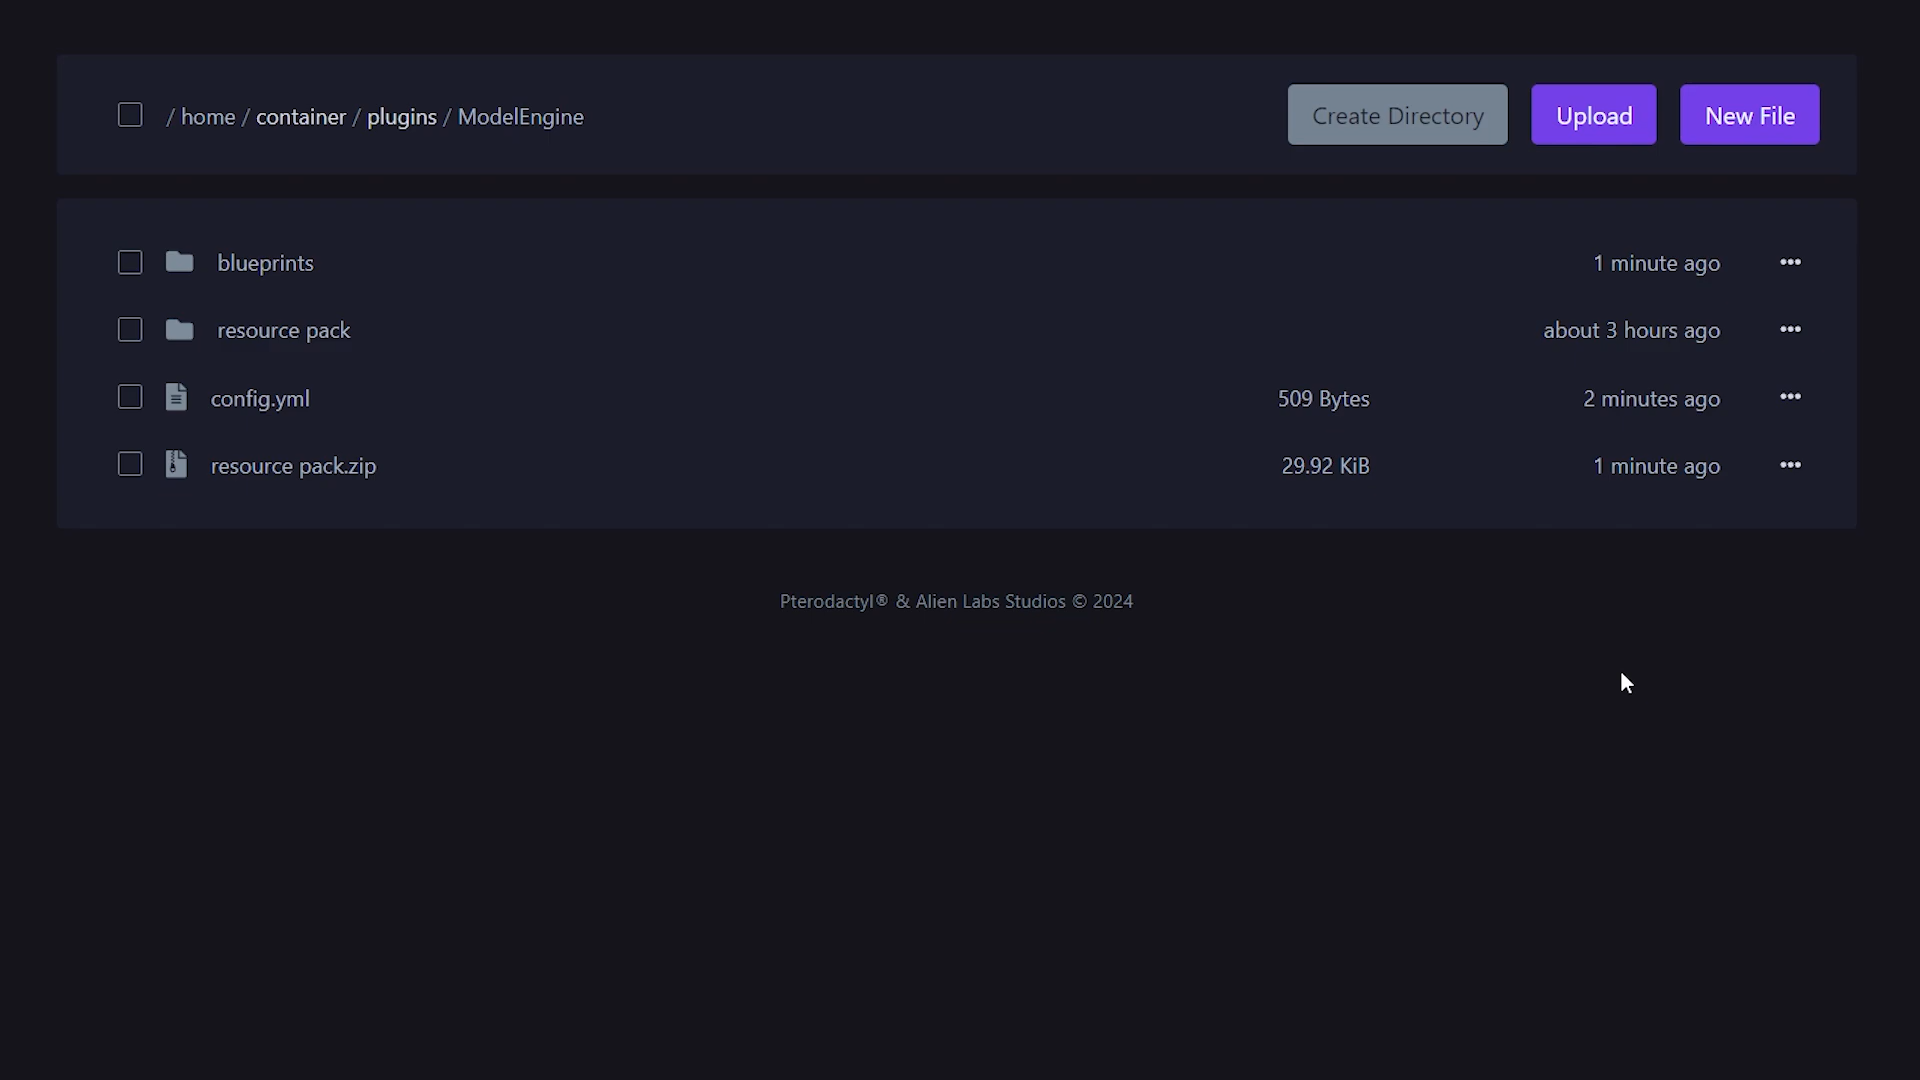 / home / container / plugins / ModelEngine
Create Directory
Upload
New File
blueprints 1 minute ago
resource pack about 3 hours ago
config.yml 509 Bytes 2 minutes ago
resource pack.zip 29.92 KiB 1 minute ago
Pterodactyl® & Alien Labs Studios © 2024